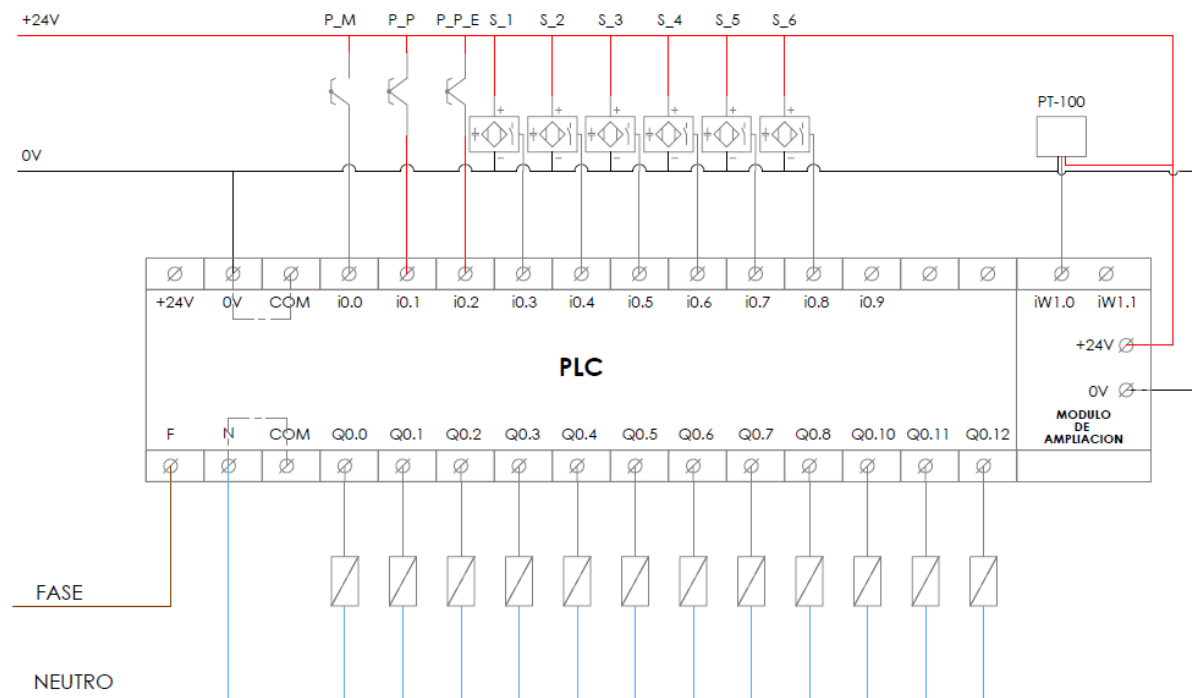 +24V P_M P_P P_P_E S_1 S_2 S_3 S_4 S_5 S_6
PT-100
0V
+24V 0V COM i0.0 i0.1 i0.2 i0.3 i0.4 i0.5 i0.6 i0.7 i0.8 i0.9 iW1.0 iW1.1
+24V
PLC
0V
MODULO
DE
AMPLIACION
F N COM Q0.0 Q0.1 Q0.2 Q0.3 Q0.4 Q0.5 Q0.6 Q0.7 Q0.8 Q0.10 Q0.11 Q0.12
FASE
NEUTRO